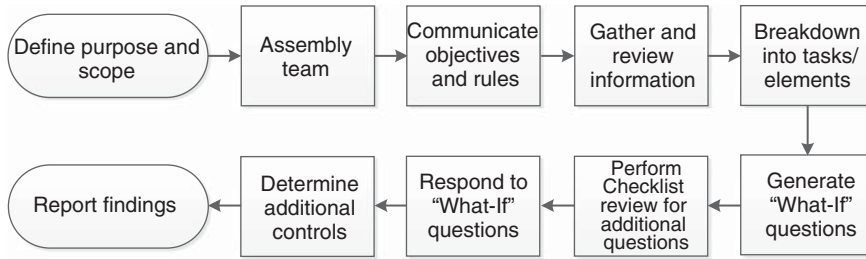 Define purpose and
scope
Assembly
team
Communicate
objectives
and rules
Gather and
review
information
Breakdown
into tasks/
elements
Generate
“What-If”
questions
Perform
Checklist
review for
additional
questions
Respond to
“What-If”
questions
Determine
additional
controls
Report findings